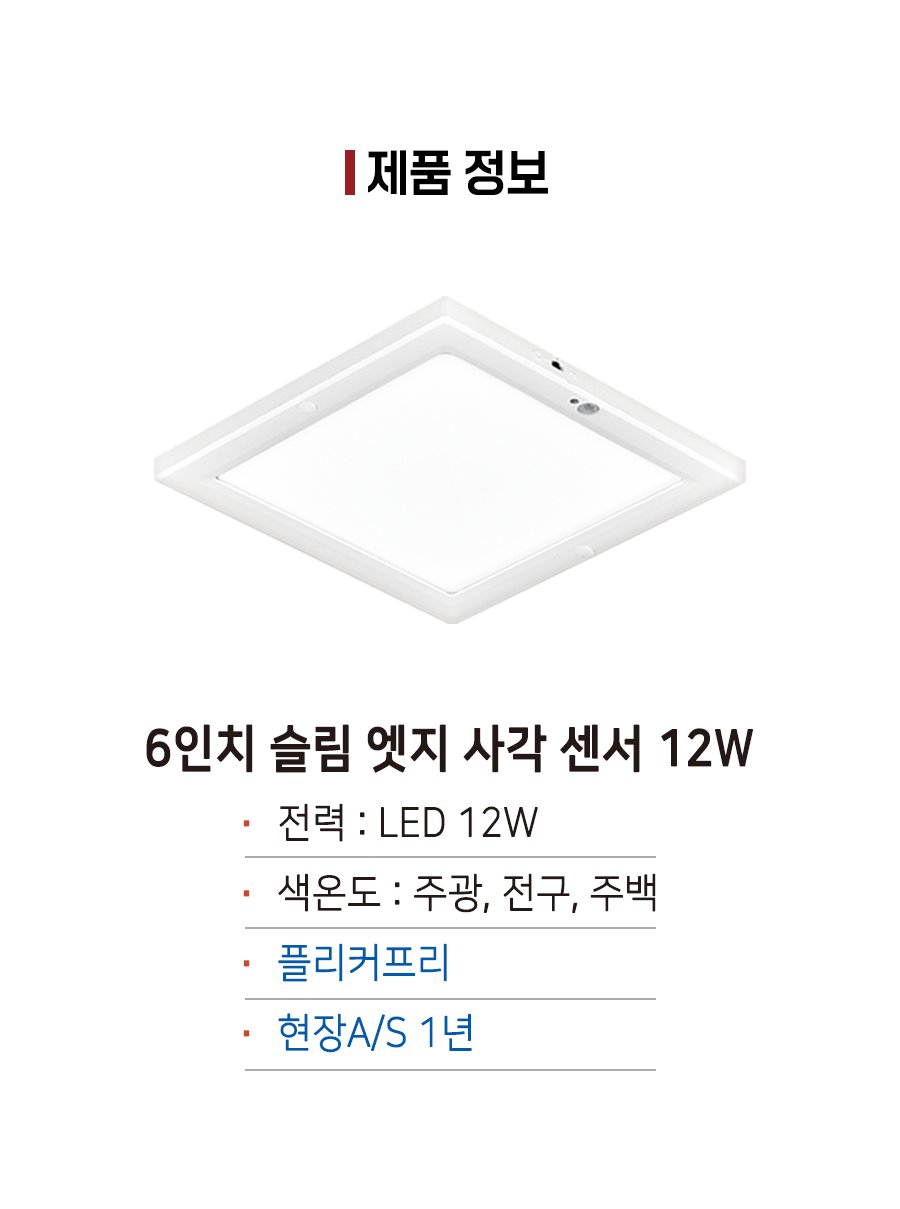 제품 정보
6인치 슬림 엣지 사각 센서 12W
· 전력 : LED 12W
· 색온도 : 주광, 전구, 주백
· 플리커프리
· 현장A/S 1년